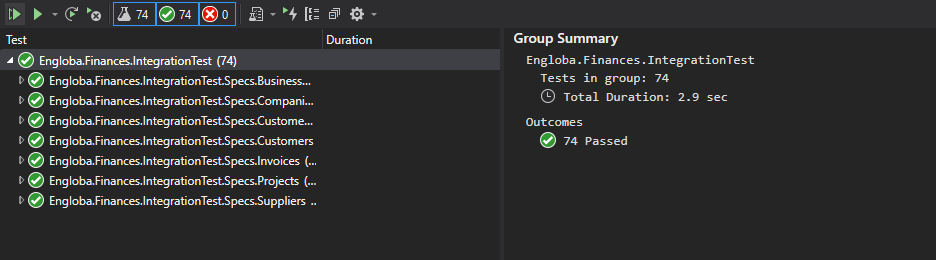 74 74 0
Test Duration
Engloba.Finances.IntegrationTest (74)
Engloba.Finances.IntegrationTest.Specs.Business...
Engloba.Finances.IntegrationTest.Specs.Compani...
Engloba.Finances.IntegrationTest.Specs.Custome...
Engloba.Finances.IntegrationTest.Specs.Customers
Engloba.Finances.IntegrationTest.Specs.Invoices (...
Engloba.Finances.IntegrationTest.Specs.Projects (...
Engloba.Finances.IntegrationTest.Specs.Suppliers ..
Group Summary
Engloba.Finances.IntegrationTest
Tests in group: 74
Total Duration: 2.9 sec
Outcomes
74 Passed